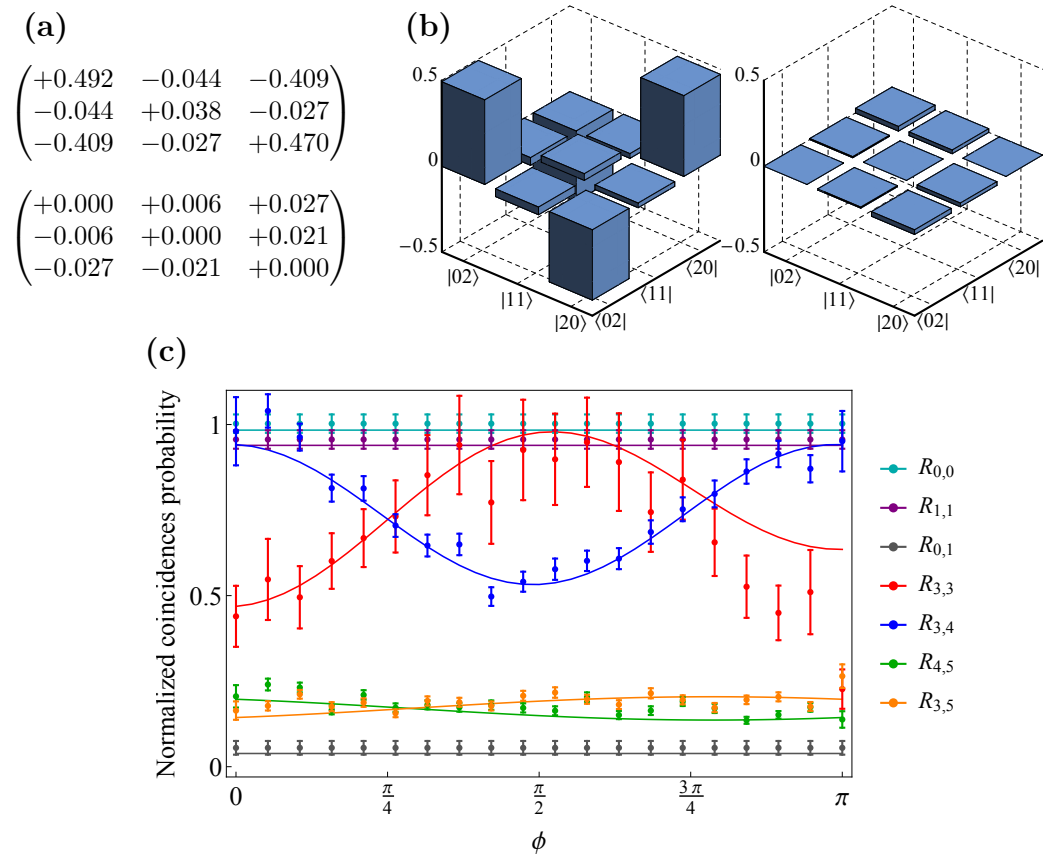 (a)
+0.492 −0.044 −0.409
−0.044 +0.038 −0.027
−0.409 −0.027 +0.470
+0.000 +0.006 +0.027
−0.006 +0.000 +0.021
−0.027 −0.021 +0.000
(b)
0.5
0
−0.5
|02⟩
|11⟩
|20⟩
⟨02|
⟨11|
⟨20|
0.5
0
−0.5
|02⟩
|11⟩
|20⟩
⟨02|
⟨11|
⟨20|
(c)
Normalized coincidences probability
1
0.5
0
0
π/4
π/2
3 π/4
π
ϕ
R0,0
R1,1
R0,1
R3,3
R3,4
R4,5
R3,5